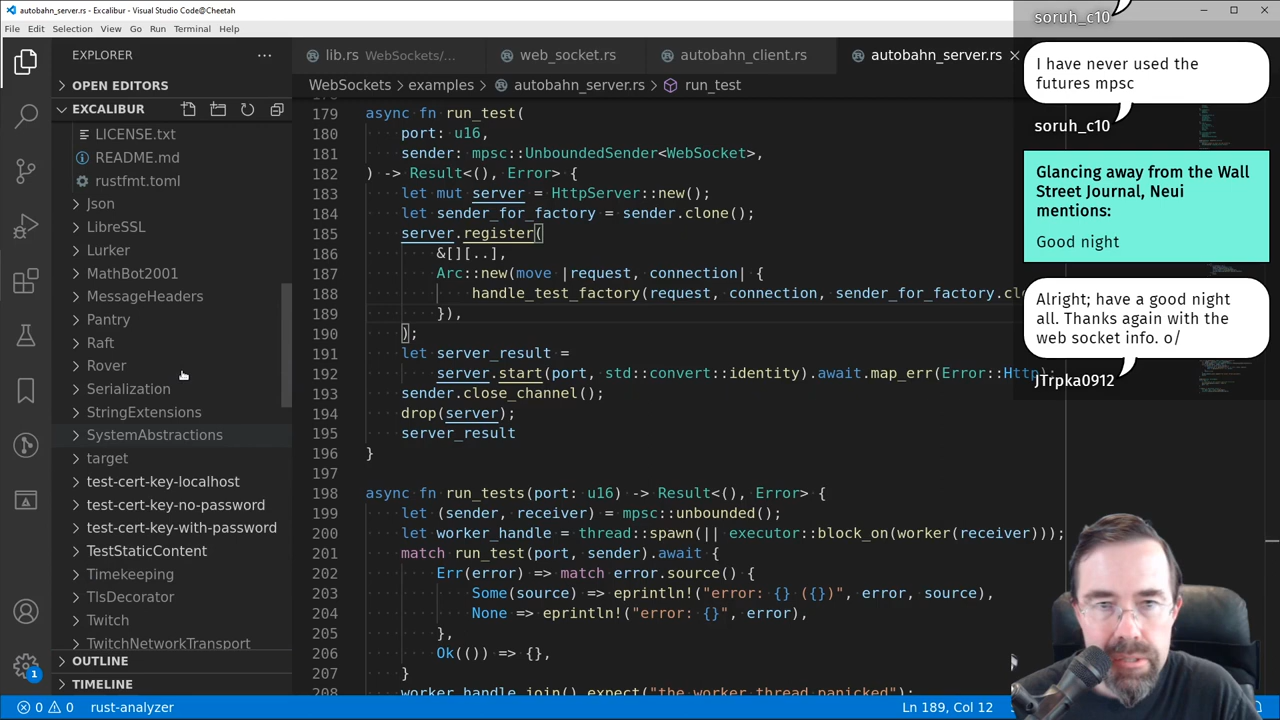 autobahn_server.rs - Excalibur - Visual Studio Code@Cheetah
File Edit Selection View Go Run Terminal Help
EXPLORER
OPEN EDITORS
EXCALIBUR
LICENSE.txt
README.md
rustfmt.toml
Json
LibreSSL
Lurker
MathBot2001
MessageHeaders
Pantry
Raft
Rover
Serialization
StringExtensions
SystemAbstractions
target
test-cert-key-localhost
test-cert-key-no-password
test-cert-key-with-password
TestStaticContent
Timekeeping
TlsDecorator
Twitch
TwitchNetworkTransport
OUTLINE
TIMELINE
lib.rs WebSockets/... web_socket.rs autobahn_client.rs autobahn_server.rs
WebSockets > examples > autobahn_server.rs > run_test
179 async fn run_test(
180 port: u16,
181 sender: mpsc::UnboundedSender<WebSocket>,
182 ) -> Result<(), Error> {
183 let mut server = HttpServer::new();
184 let sender_for_factory = sender.clone();
185 server.register(
186 &[][..],
187 Arc::new(move |request, connection| {
188 handle_test_factory(request, connection, sender_for_factory.clo
189 }),
190 );
191 let server_result =
192 server.start(port, std::convert::identity).await.map_err(Error::Http);
193 sender.close_channel();
194 drop(server);
195 server_result
196 }
197
198 async fn run_tests(port: u16) -> Result<(), Error> {
199 let (sender, receiver) = mpsc::unbounded();
200 let worker_handle = thread::spawn(|| executor::block_on(worker(receiver)));
201 match run_test(port, sender).await {
202 Err(error) => match error.source() {
203 Some(source) => eprintln!("error: {} ({})", error, source),
204 None => eprintln!("error: {}", error),
205 },
206 Ok(()) => {},
207 }
208 worker_handle.join().expect("the worker thread panicked");
soruh_c10
I have never used the
futures mpsc
soruh_c10
Glancing away from the Wall
Street Journal, Neui
mentions:
Good night
Alright; have a good night
all. Thanks again with the
web socket info. o/
JTrpka0912
1
0 0 rust-analyzer
Ln 189, Col 12